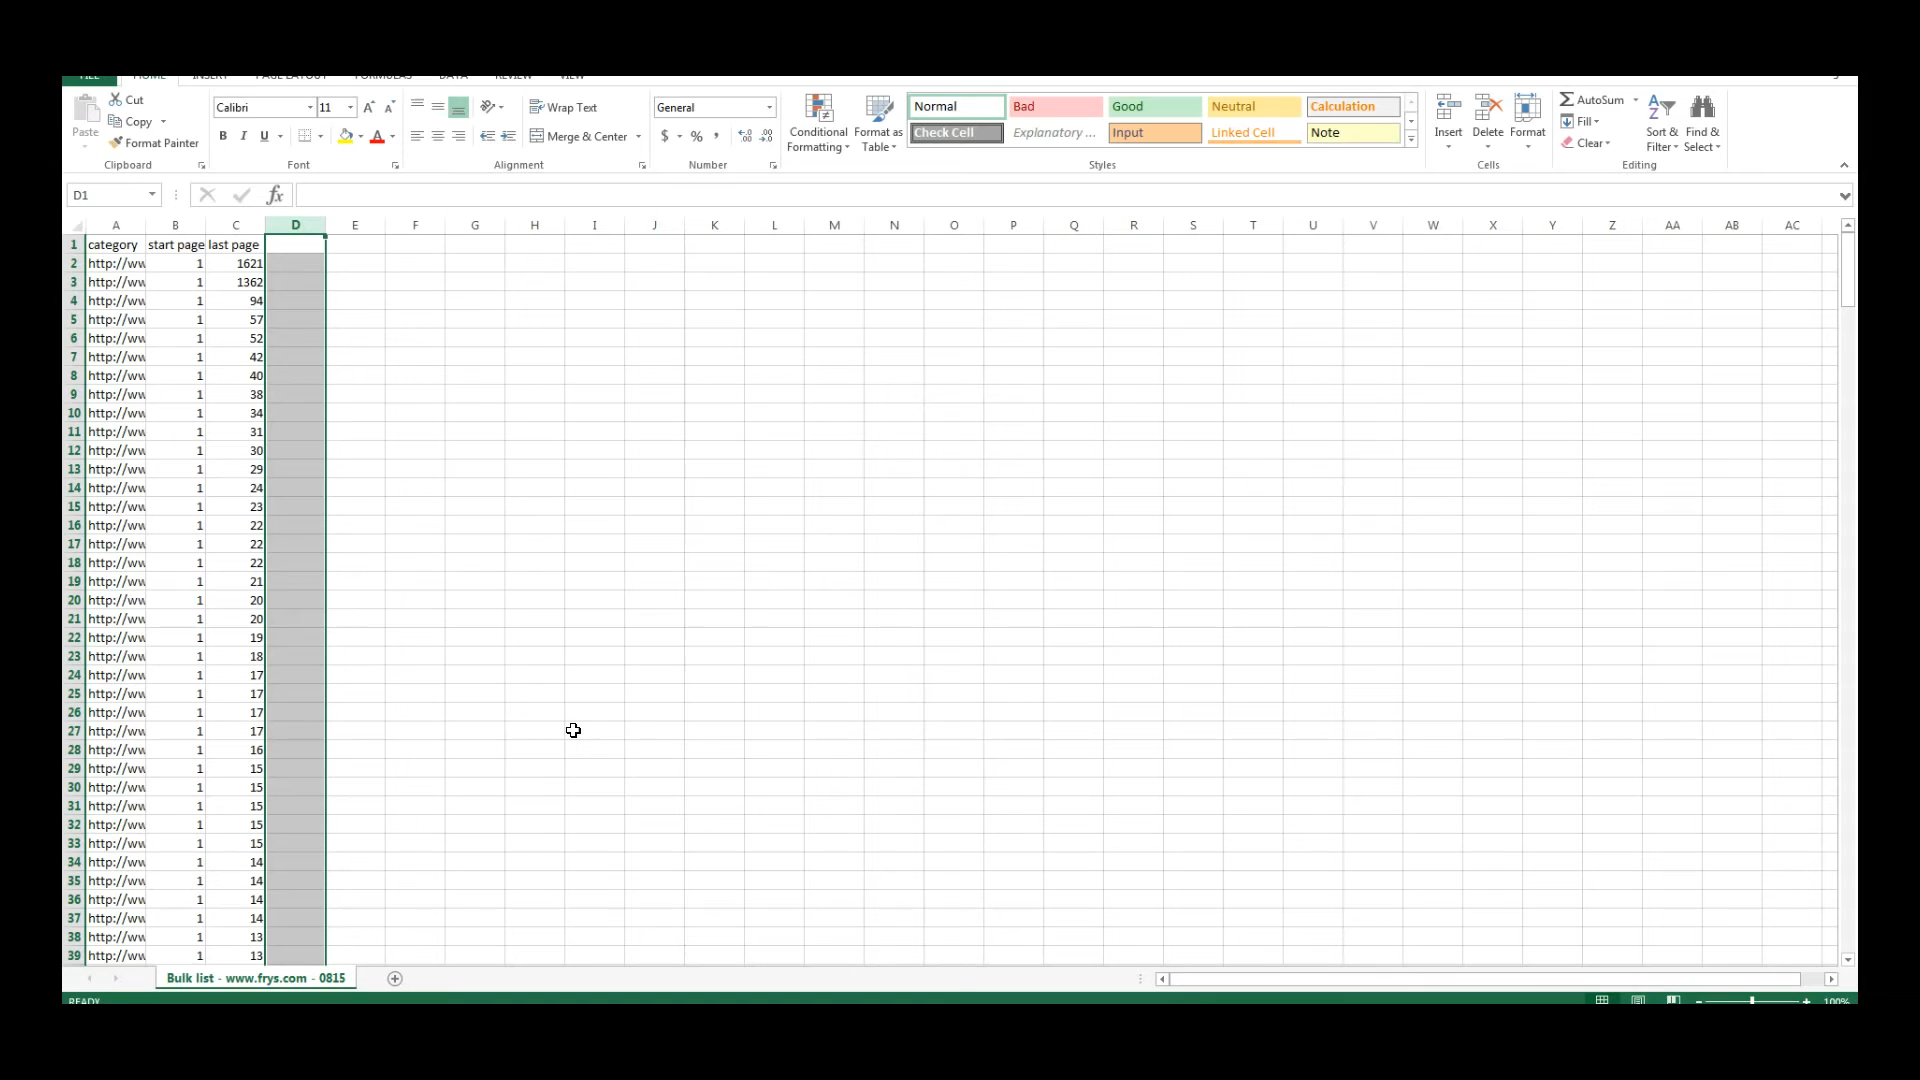 FILE HOME INSERT PAGE LAYOUT FORMULAS DATA REVIEW VIEW
Paste
Cut
Copy
Format Painter
Clipboard
Calibri 11
B I U
Font
Wrap Text
Merge & Center
Alignment
General
$ % ,
Number
Conditional Formatting
Format as Table
Normal Bad Good Neutral Calculation
Check Cell Explanatory ... Input Linked Cell Note
Styles
Insert Delete Format
Cells
AutoSum
Fill
Clear
Sort & Filter
Find & Select
Editing
D1 fx
A B C D E F G H I J K L M N O P Q R S T U V W X Y Z AA AB AC
1 category start page last page
2 http://ww 1 1621
3 http://ww 1 1362
4 http://ww 1 94
5 http://ww 1 57
6 http://ww 1 52
7 http://ww 1 42
8 http://ww 1 40
9 http://ww 1 38
10 http://ww 1 34
11 http://ww 1 31
12 http://ww 1 30
13 http://ww 1 29
14 http://ww 1 24
15 http://ww 1 23
16 http://ww 1 22
17 http://ww 1 22
18 http://ww 1 22
19 http://ww 1 21
20 http://ww 1 20
21 http://ww 1 20
22 http://ww 1 19
23 http://ww 1 18
24 http://ww 1 17
25 http://ww 1 17
26 http://ww 1 17
27 http://ww 1 17
28 http://ww 1 16
29 http://ww 1 15
30 http://ww 1 15
31 http://ww 1 15
32 http://ww 1 15
33 http://ww 1 15
34 http://ww 1 14
35 http://ww 1 14
36 http://ww 1 14
37 http://ww 1 14
38 http://ww 1 13
39 http://ww 1 13
Bulk list - www.frys.com - 0815
READY 100%